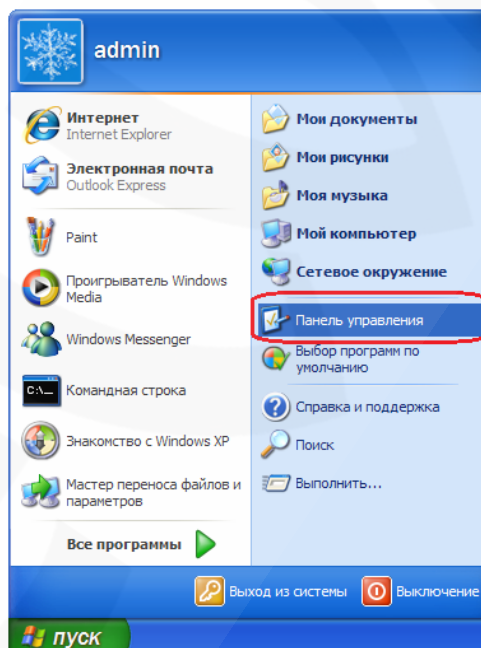 admin
Интернет
Internet Explorer
Электронная почта
Outlook Express
Paint
Проигрыватель Windows
Media
Windows Messenger
C:\_
Командная строка
Знакомство с Windows XP
Мастер переноса файлов и
параметров
Все программы
Мои документы
Мои рисунки
Моя музыка
Мой компьютер
Сетевое окружение
Панель управления
Выбор программ по
умолчанию
Справка и поддержка
Поиск
Выполнить...
Выход из системы
Выключение
пуск